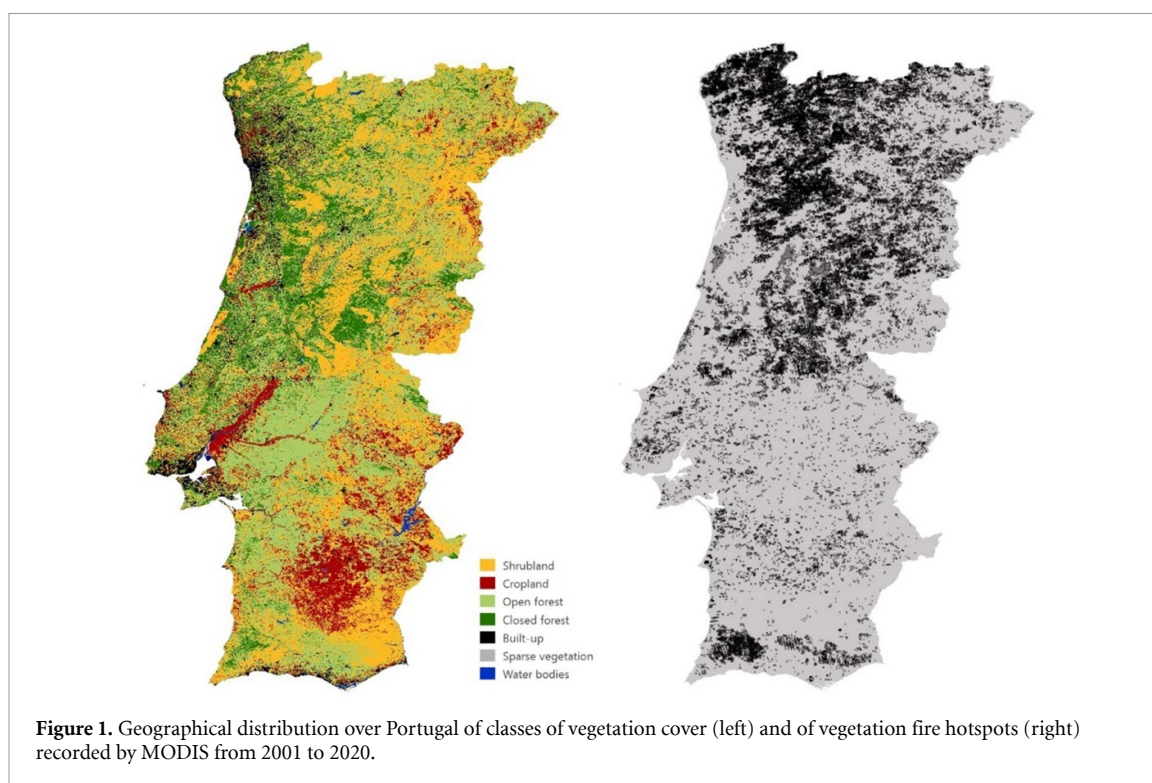 Shrubland
Cropland
Open forest
Closed forest
Built-up
Sparse vegetation
Water bodies
Figure 1. Geographical distribution over Portugal of classes of vegetation cover (left) and of vegetation fire hotspots (right)
recorded by MODIS from 2001 to 2020.